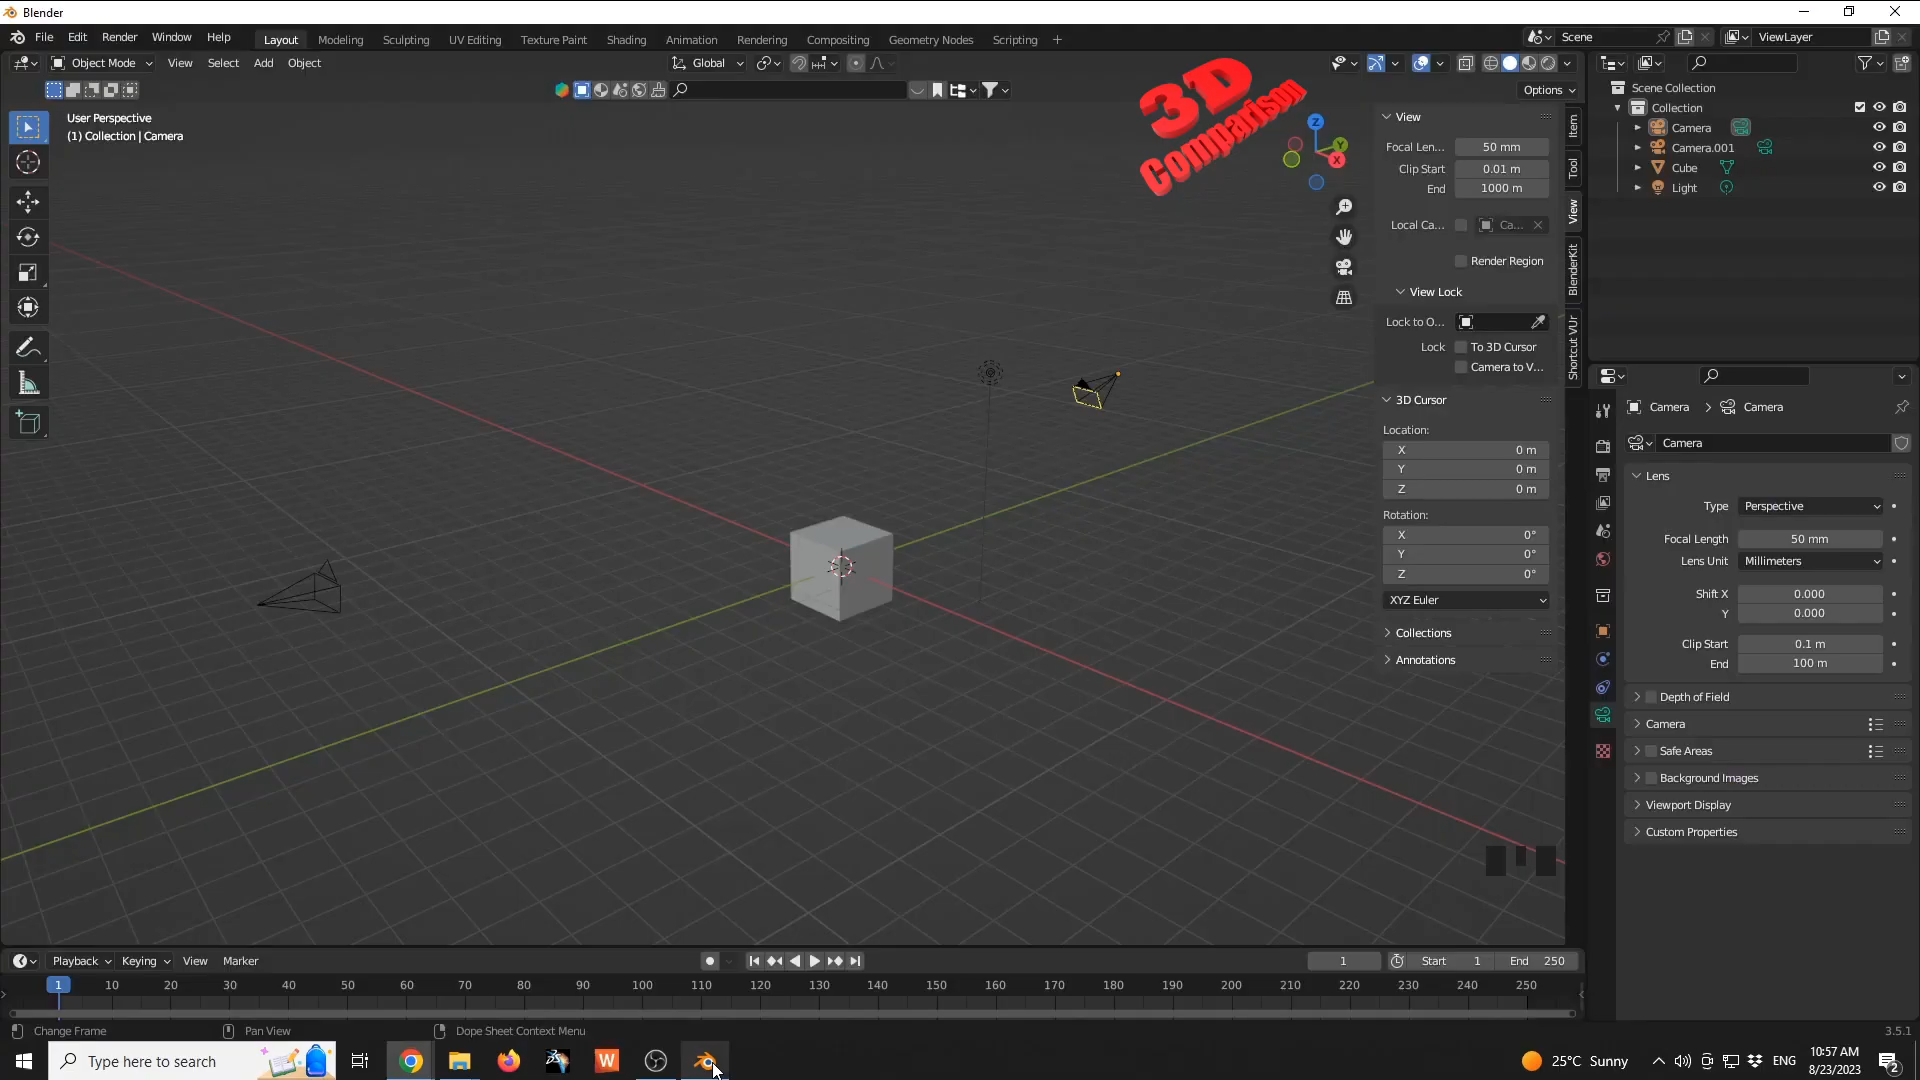 Blender
File Edit Render Window Help
Layout Modeling Sculpting UV Editing Texture Paint Shading Animation Rendering Compositing Geometry Nodes Scripting +
Scene
ViewLayer
Object Mode View Select Add Object
Global
Options
User Perspective
(1) Collection | Camera
3D
Comparison
Z
Y
X
View
Focal Len... 50 mm
Clip Start 0.01 m
End 1000 m
Local Ca... Ca...
Render Region
View Lock
Lock to O...
Lock To 3D Cursor
Camera to V...
3D Cursor
Location:
X 0 m
Y 0 m
Z 0 m
Rotation:
X 0°
Y 0°
Z 0°
XYZ Euler
Collections
Annotations
Item
Tool
View
BlenderKit
Shortcut VUr
Scene Collection
Collection
Camera
Camera.001
Cube
Light
Camera > Camera
Camera
Lens
Type Perspective
Focal Length 50 mm
Lens Unit Millimeters
Shift X 0.000
Y 0.000
Clip Start 0.1 m
End 100 m
Depth of Field
Camera
Safe Areas
Background Images
Viewport Display
Custom Properties
Playback Keying View Marker
1 Start 1 End 250
1 10 20 30 40 50 60 70 80 90 100 110 120 130 140 150 160 170 180 190 200 210 220 230 240 250
Change Frame Pan View Dope Sheet Context Menu 3.5.1
Type here to search
W
25°C Sunny
ENG
10:57 AM
8/23/2023
2